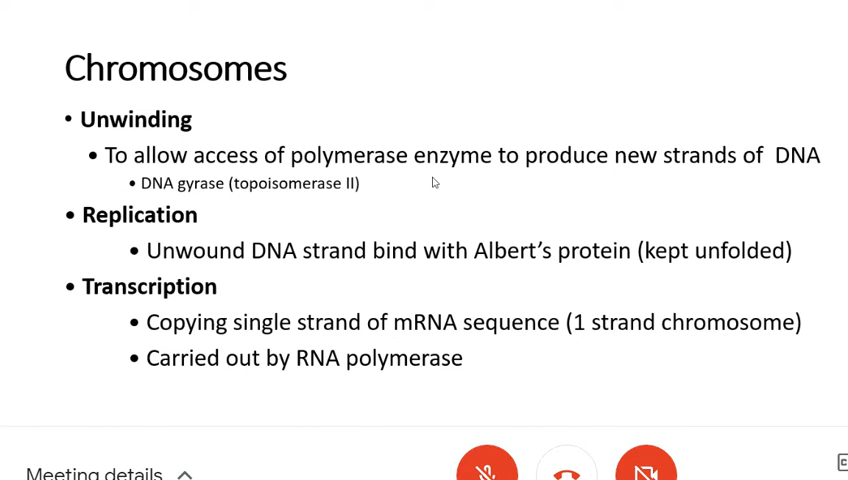 Chromosomes
• Unwinding
• To allow access of polymerase enzyme to produce new strands of DNA
• DNA gyrase (topoisomerase II)
• Replication
• Unwound DNA strand bind with Albert's protein (kept unfolded)
• Transcription
• Copying single strand of mRNA sequence (1 strand chromosome)
• Carried out by RNA polymerase
Meeting details